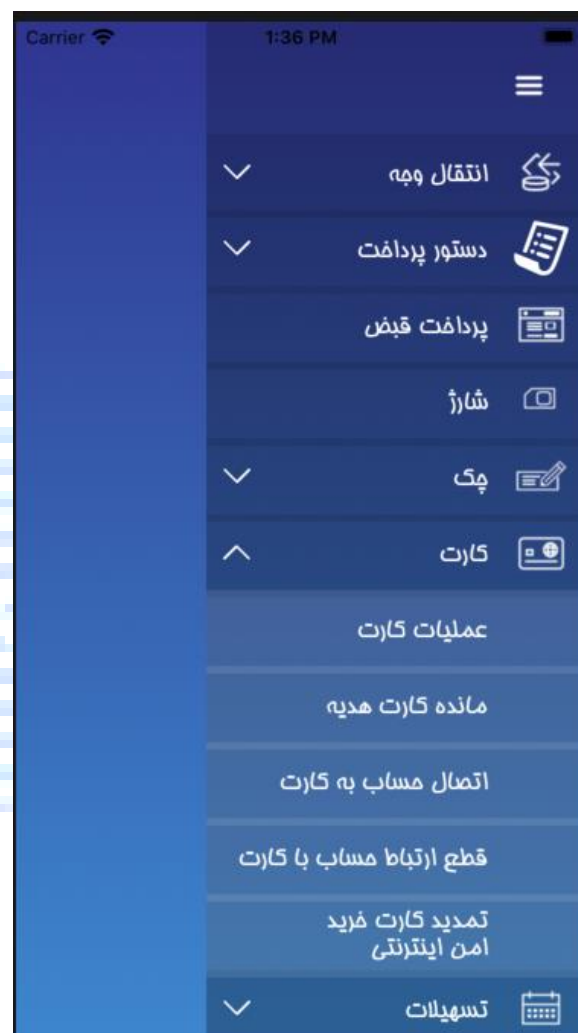 Carrier
1:36 PM
انتقال وجه
دستور پرداخت
پرداخت قبض
شارژ
چک
کارت
عملیات کارت
مانده کارت هدیه
اتصال حساب به کارت
قطع ارتباط حساب با کارت
تمدید کارت خرید
امن اینترنتی
تسهیلات